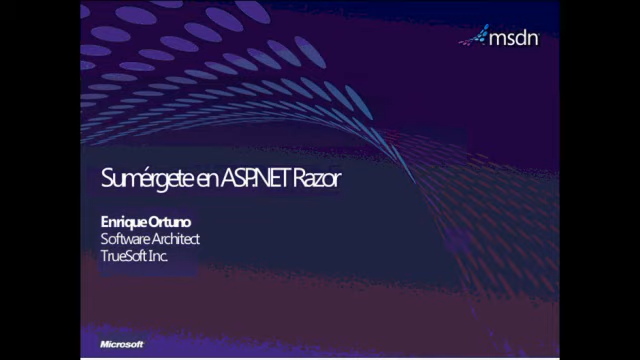 msdn
Sumérgete en ASP.NET Razor
Enrique Ortuno
Software Architect
TrueSoft Inc.
Microsoft